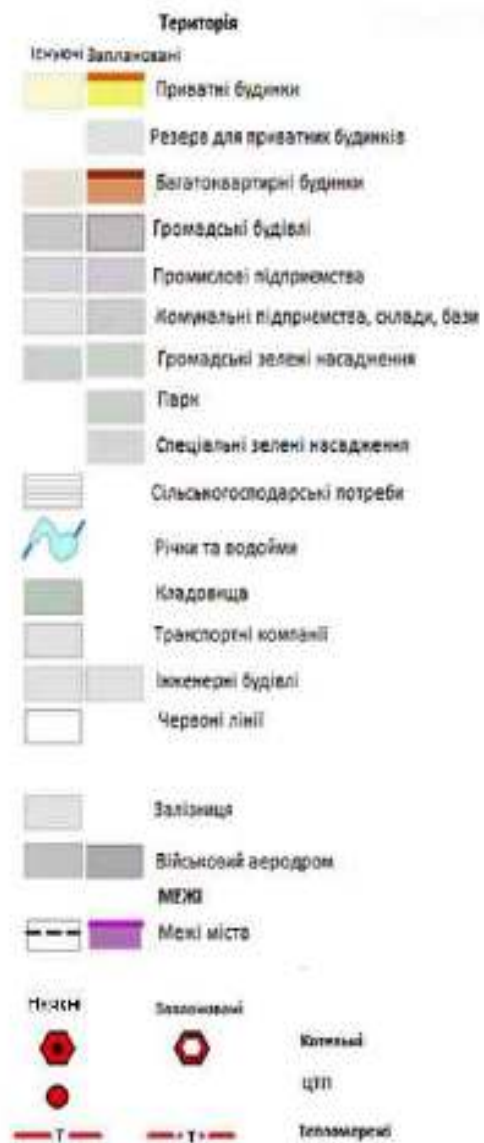 Територія
Існуючі Заплановані
Приватні будинки
Резерв для приватних будинків
Багатоквартирні будинки
Громадські будівлі
Промислові підприємства
Комунальні підприємства, склади, бази
Громадські зелені насадження
Парк
Спеціальні зелені насадження
Сільськогосподарські потреби
Річки та водойми
Кладовища
Транспортні компанії
Інженерні будівлі
Червоні лінії
Залізниця
Військовий аеродром
МЕЖІ
Межі міста
Заплановані
Котельні
ЦТП
Т Т Тепломережі